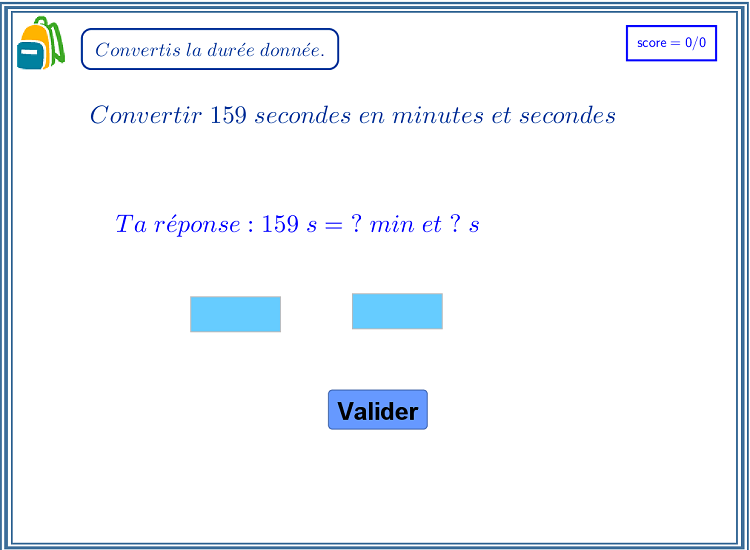 Convertis la durée donnée.
score = 0/0
Convertir 159 secondes en minutes et secondes
Ta réponse : 159 s = ? min et ? s
Valider